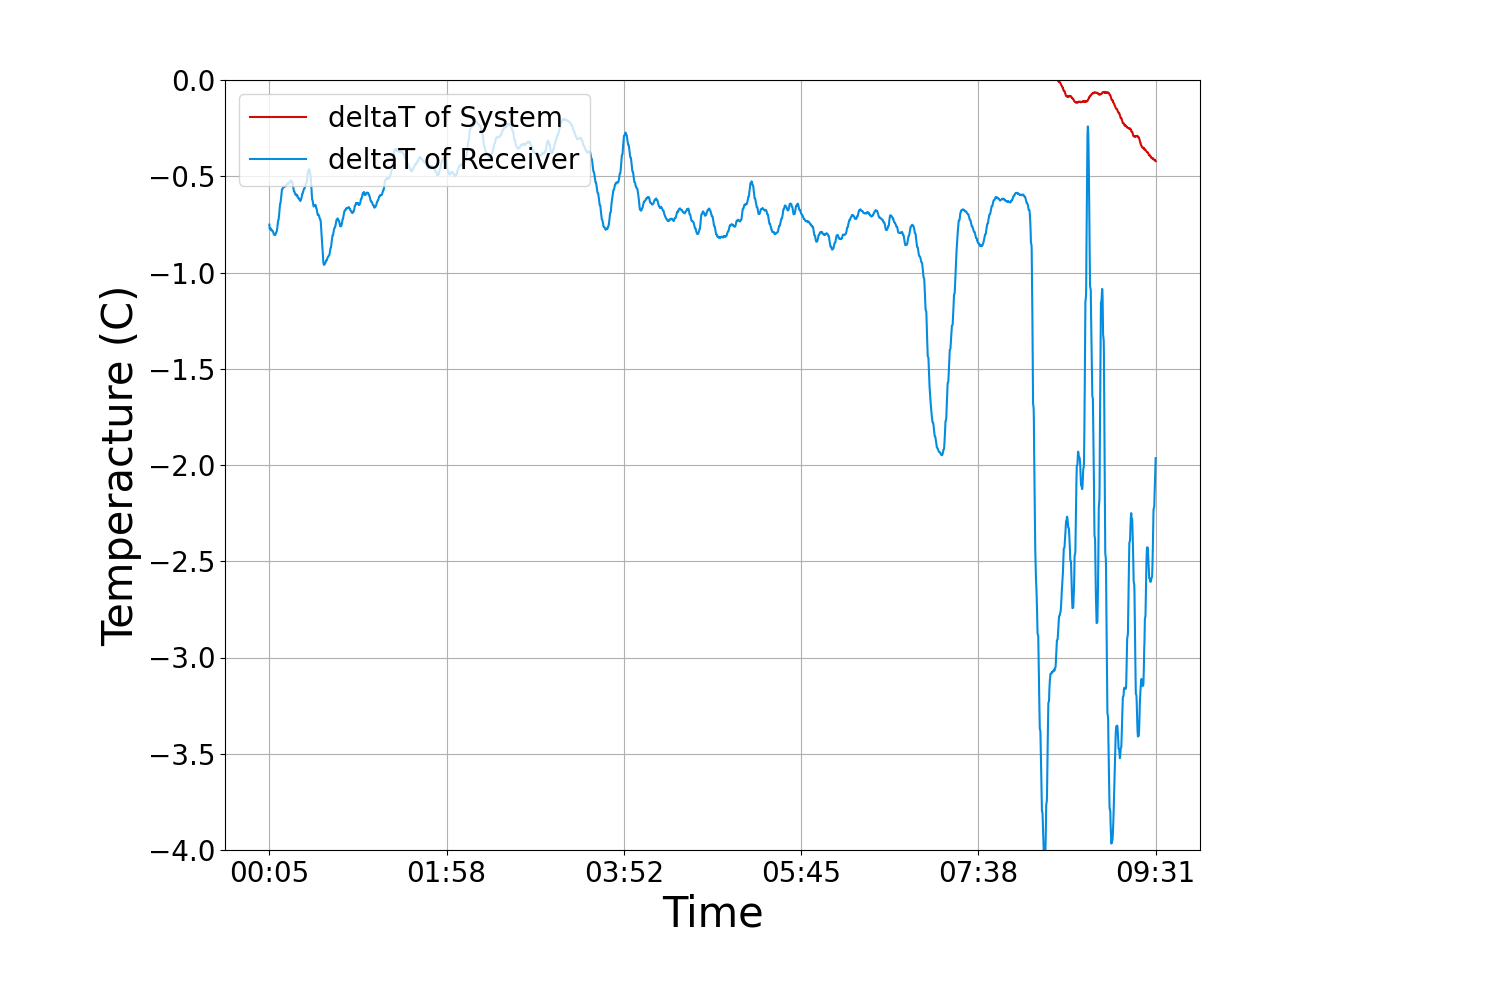 0.0
−0.5
−1.0
−1.5
−2.0
−2.5
−3.0
−3.5
−4.0
Temperacture (C)
deltaT of System
deltaT of Receiver
00:05 01:58 03:52 05:45 07:38 09:31
Time